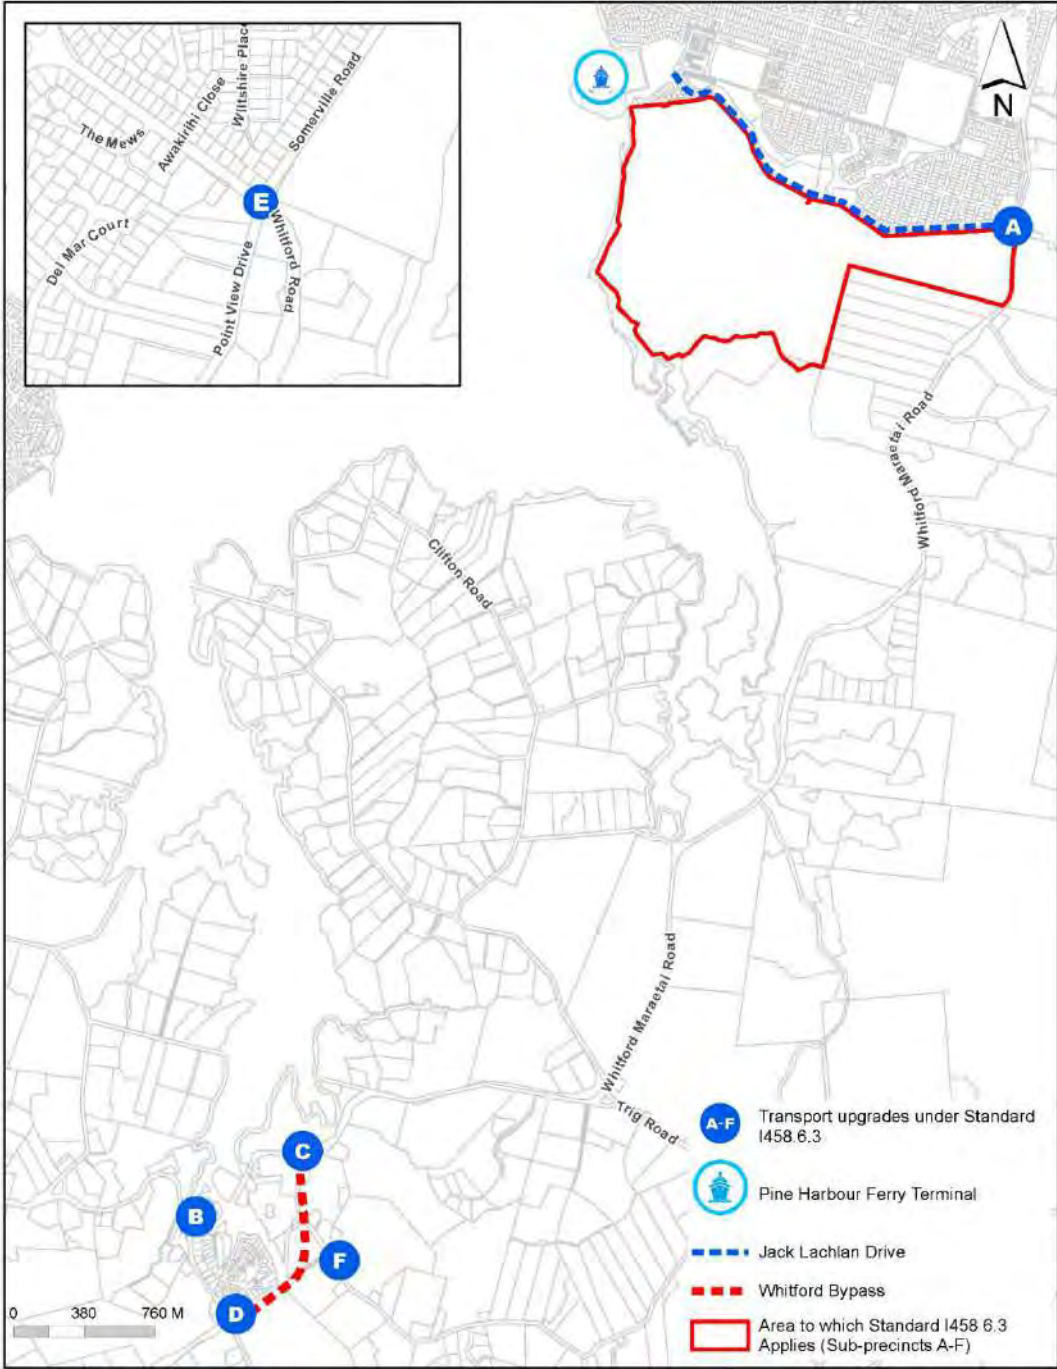 The Mews
Awakirihi Close
Wiltshire Plac
Somerville Road
E
Del Mar Court
Point View Drive
Whitford Road
N
A
Whitford Maraetai Road
Clifton Road
Whitford Maraetai Road
Trig Road
C
B
F
D
0 380 760 M
A-F Transport upgrades under Standard
I458.6.3
Pine Harbour Ferry Terminal
Jack Lachlan Drive
Whitford Bypass
Area to which Standard I458 6.3
Applies (Sub-precincts A-F)